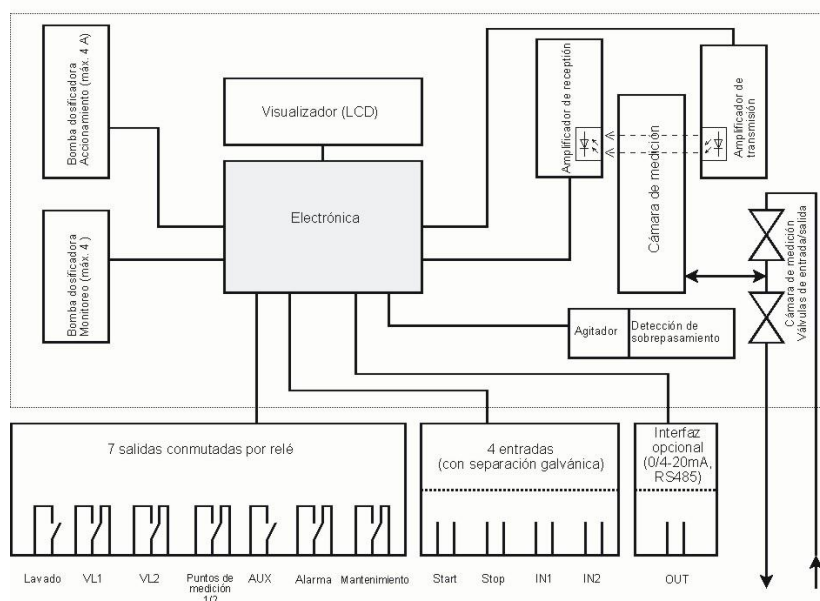 Bomba dosificadora
Accionamiento (máx. 4 A)
Visualizador (LCD)
Amplificador de reception
Cámara de medición
Amplificador de
transmisión
Electrónica
Bomba dosificadora
Monitoreo (máx. 4 )
Cámara de medición
Válvulas de entrada/salida
Agitador
Detección de
sobrepasamiento
7 salidas conmutadas por relé
4 entradas
(con separación galvánica)
Interfaz
opcional
(0/4-20mA,
RS485)
Lavado
VL1
VL2
Puntos de
medición
1/2
AUX
Alarma
Mantenimiento
Start
Stop
IN1
IN2
OUT